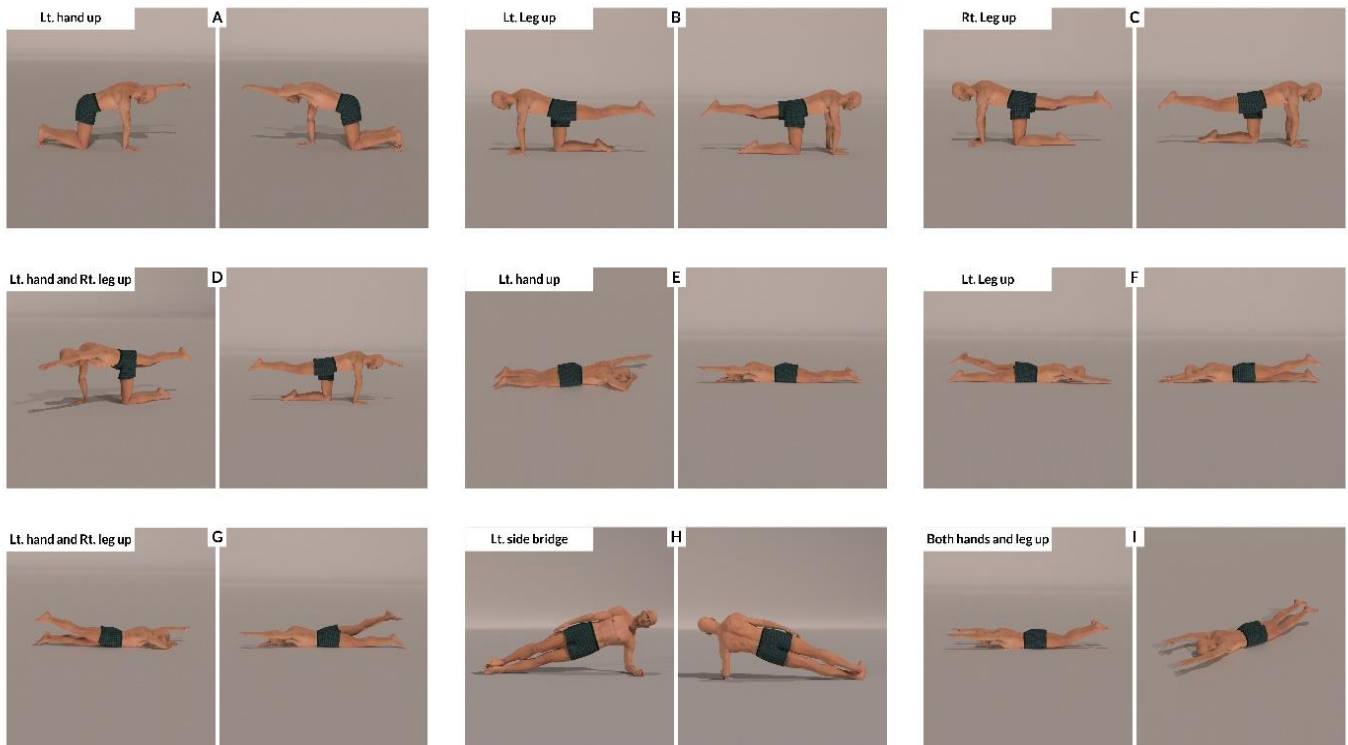 Lt. hand up
A
Lt. Leg up
B
Rt. Leg up
C
Lt. hand and Rt. leg up
D
Lt. hand up
E
Lt. Leg up
F
Lt. hand and Rt. leg up
G
Lt. side bridge
H
Both hands and leg up
I